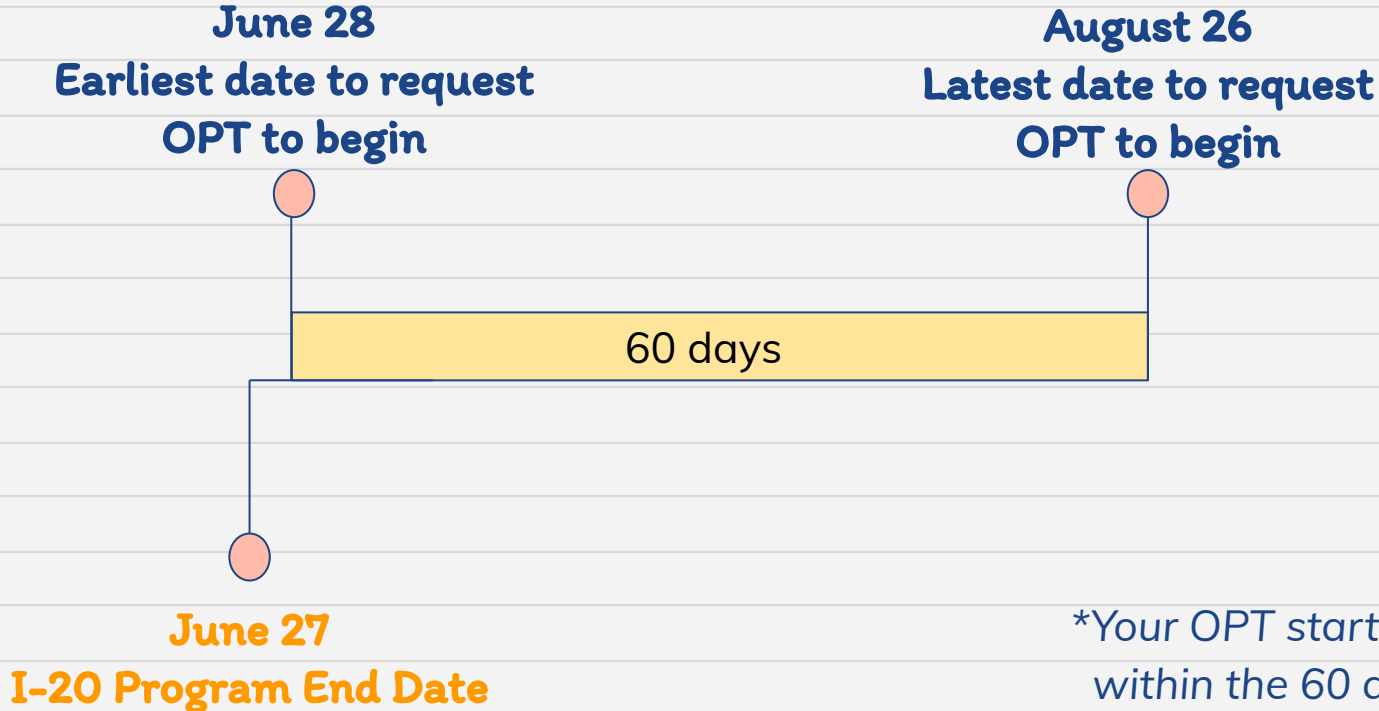 June 28
Earliest date to request
OPT to begin
August 26
Latest date to request
OPT to begin
60 days
June 27
I-20 Program End Date
*Your OPT start
within the 60